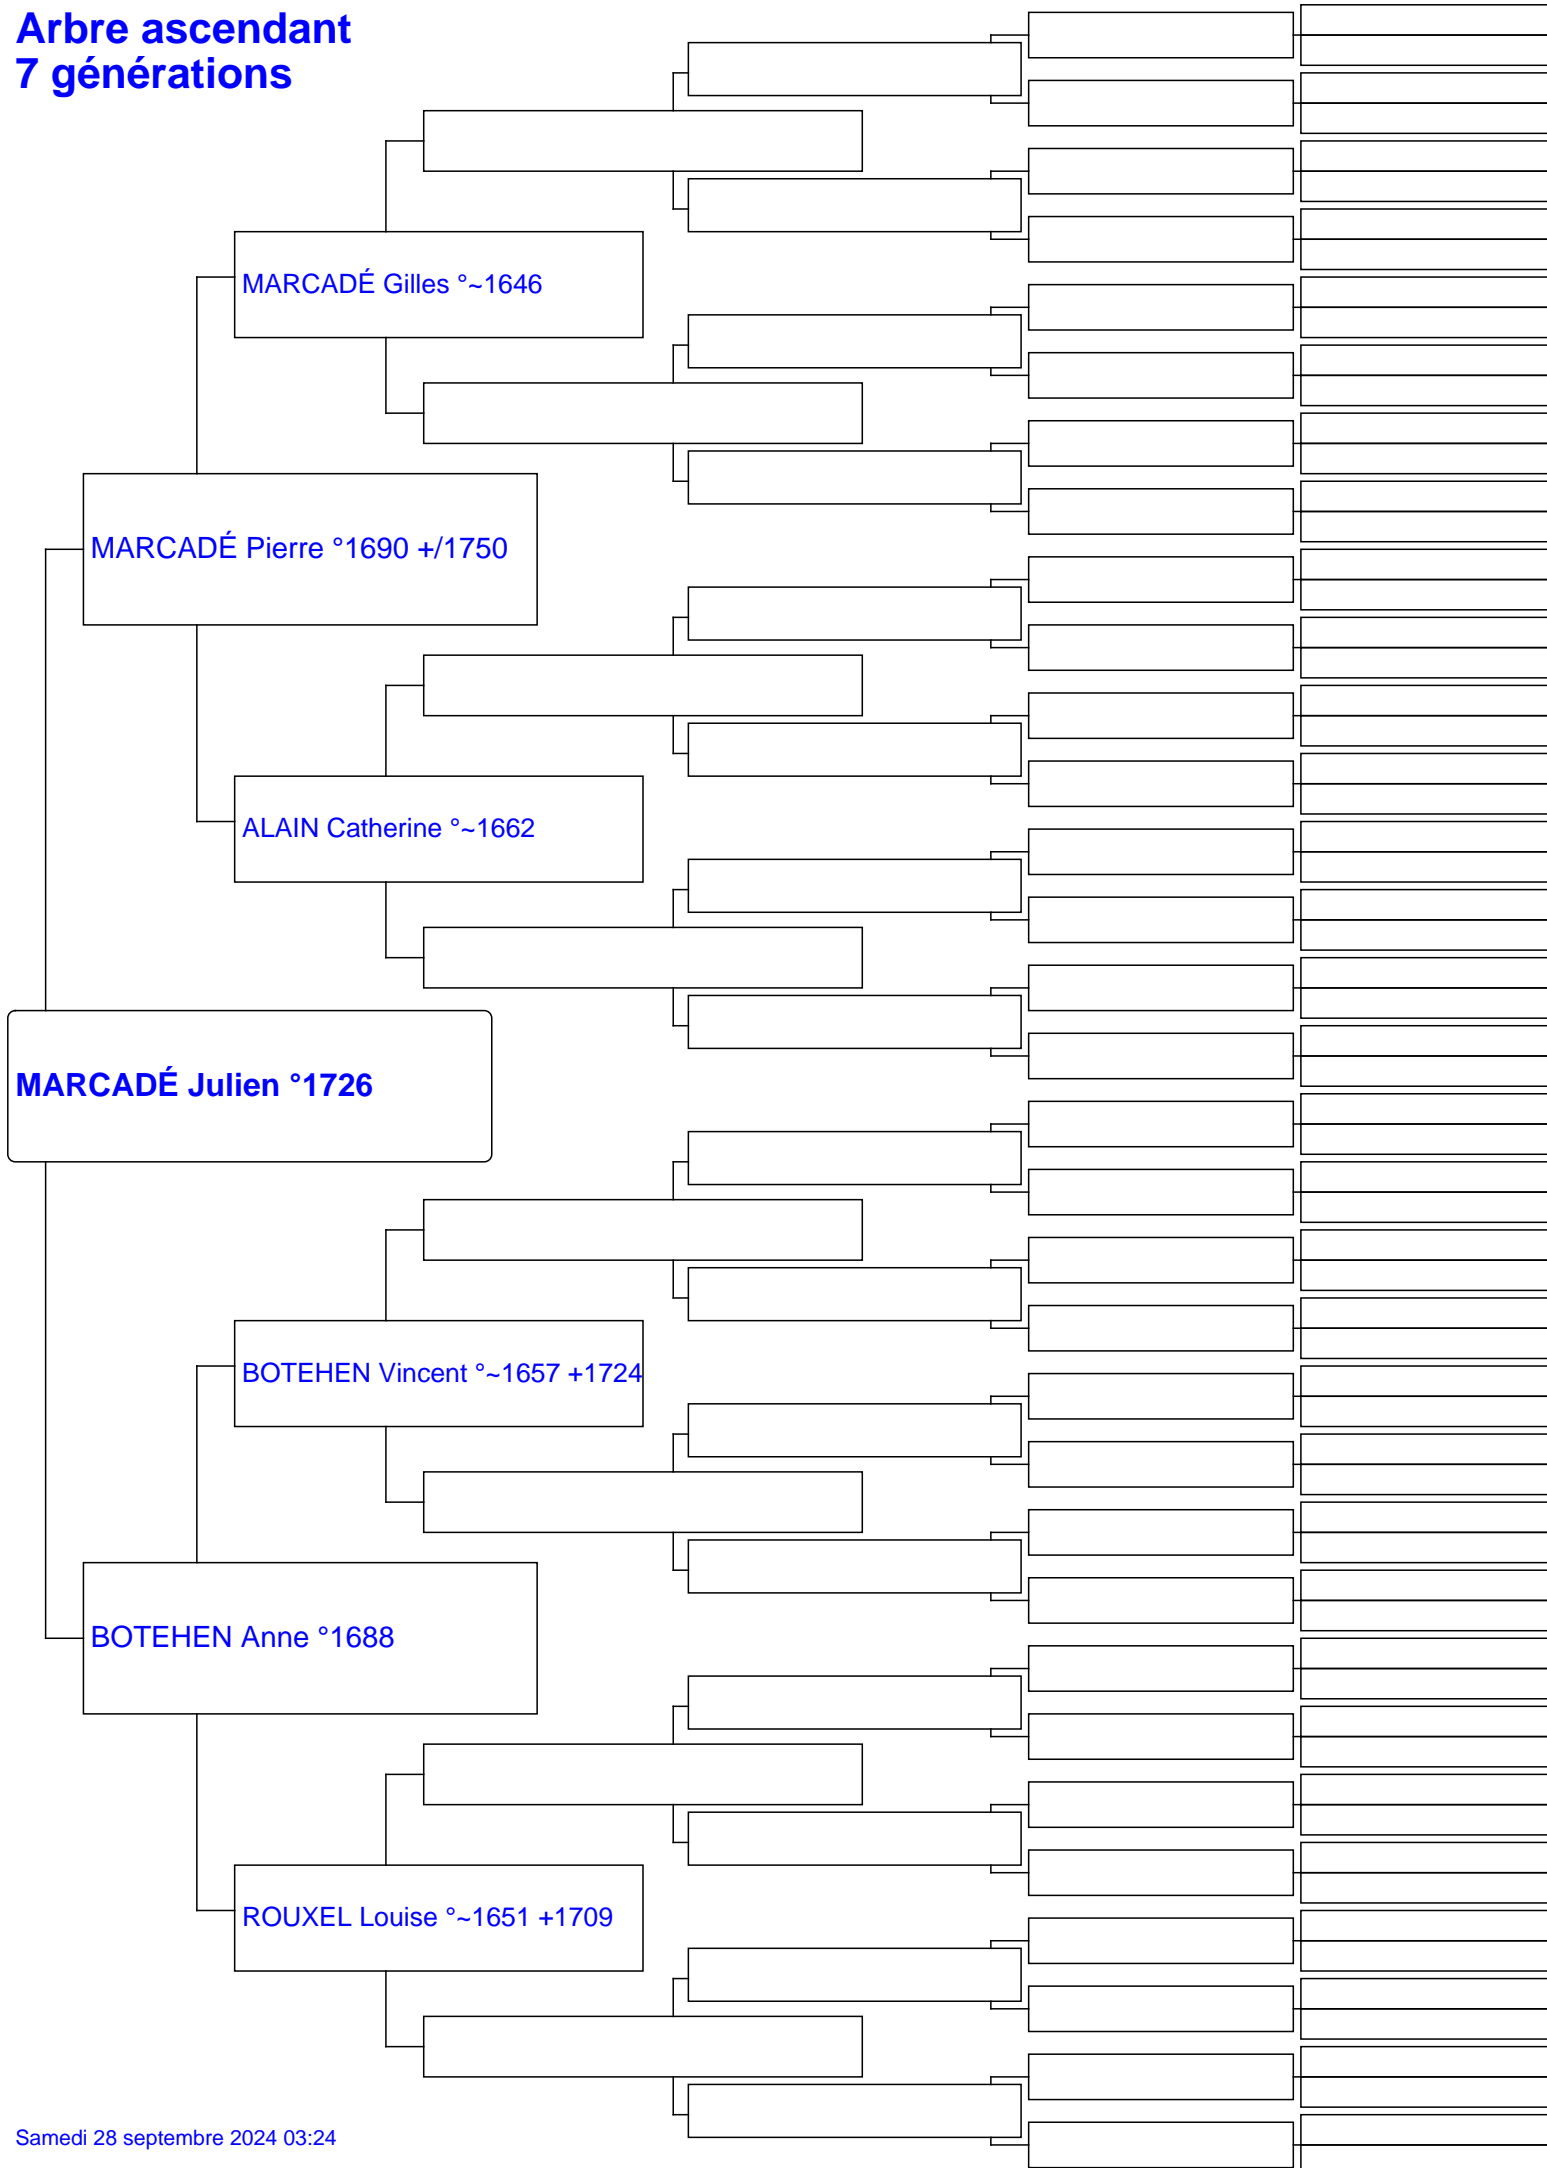 Arbre ascendant
7 générations
MARCADÉ Gilles °~1646
MARCADÉ Pierre °1690 +/1750
ALAIN Catherine °~1662
MARCADÉ Julien °1726
BOTEHEN Vincent °~1657 +1724
BOTEHEN Anne °1688
ROUXEL Louise °~1651 +1709
Samedi 28 septembre 2024 03:24